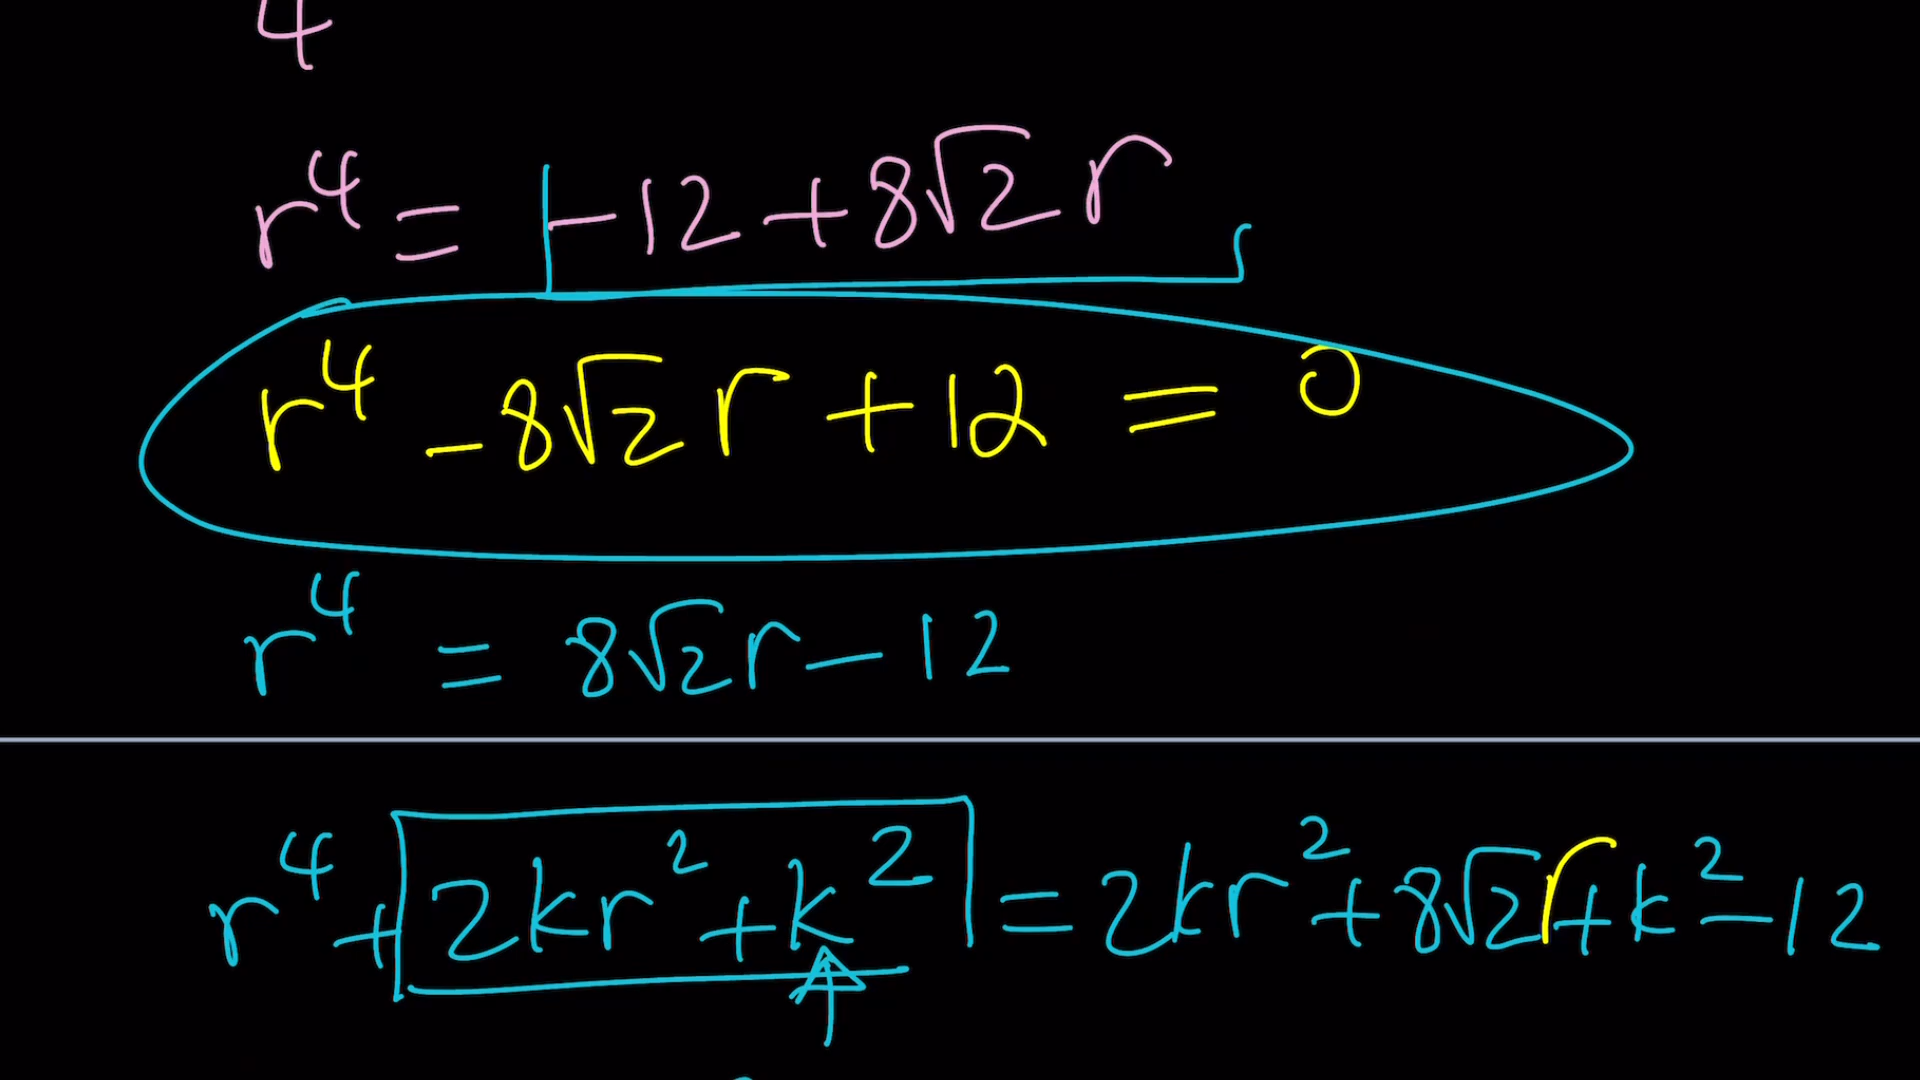 4
r⁴ = -12 + 8√2 r
r⁴ - 8√2 r + 12 = 0
r⁴ = 8√2 r - 12
r⁴ + 2kr² + k² = 2kr² + 8√2 r + k² - 12